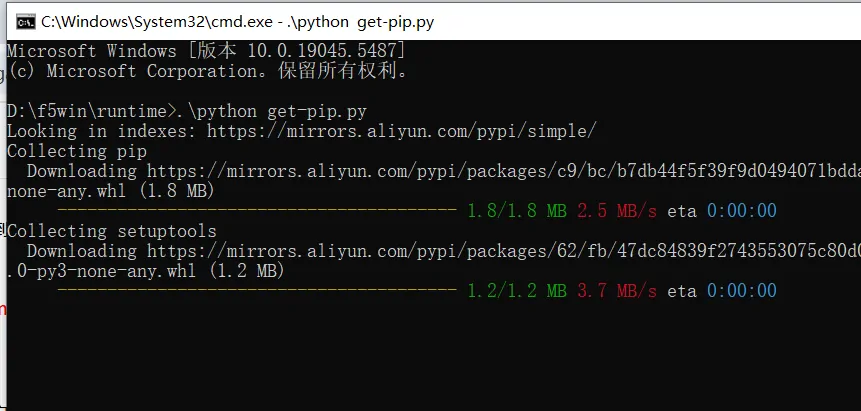 C:\Windows\System32\cmd.exe - .\python get-pip.py
Microsoft Windows [版本 10.0.19045.5487]
(c) Microsoft Corporation。保留所有权利。
D:\f5win\runtime>.\python get-pip.py
Looking in indexes: https://mirrors.aliyun.com/pypi/simple/
Collecting pip
Downloading https://mirrors.aliyun.com/pypi/packages/c9/bc/b7db44f5f39f9d0494071bdda
none-any.whl (1.8 MB)
---------------------------------------- 1.8/1.8 MB 2.5 MB/s eta 0:00:00
Collecting setuptools
Downloading https://mirrors.aliyun.com/pypi/packages/62/fb/47dc84839f2743553075c80d0
.0-py3-none-any.whl (1.2 MB)
---------------------------------------- 1.2/1.2 MB 3.7 MB/s eta 0:00:00